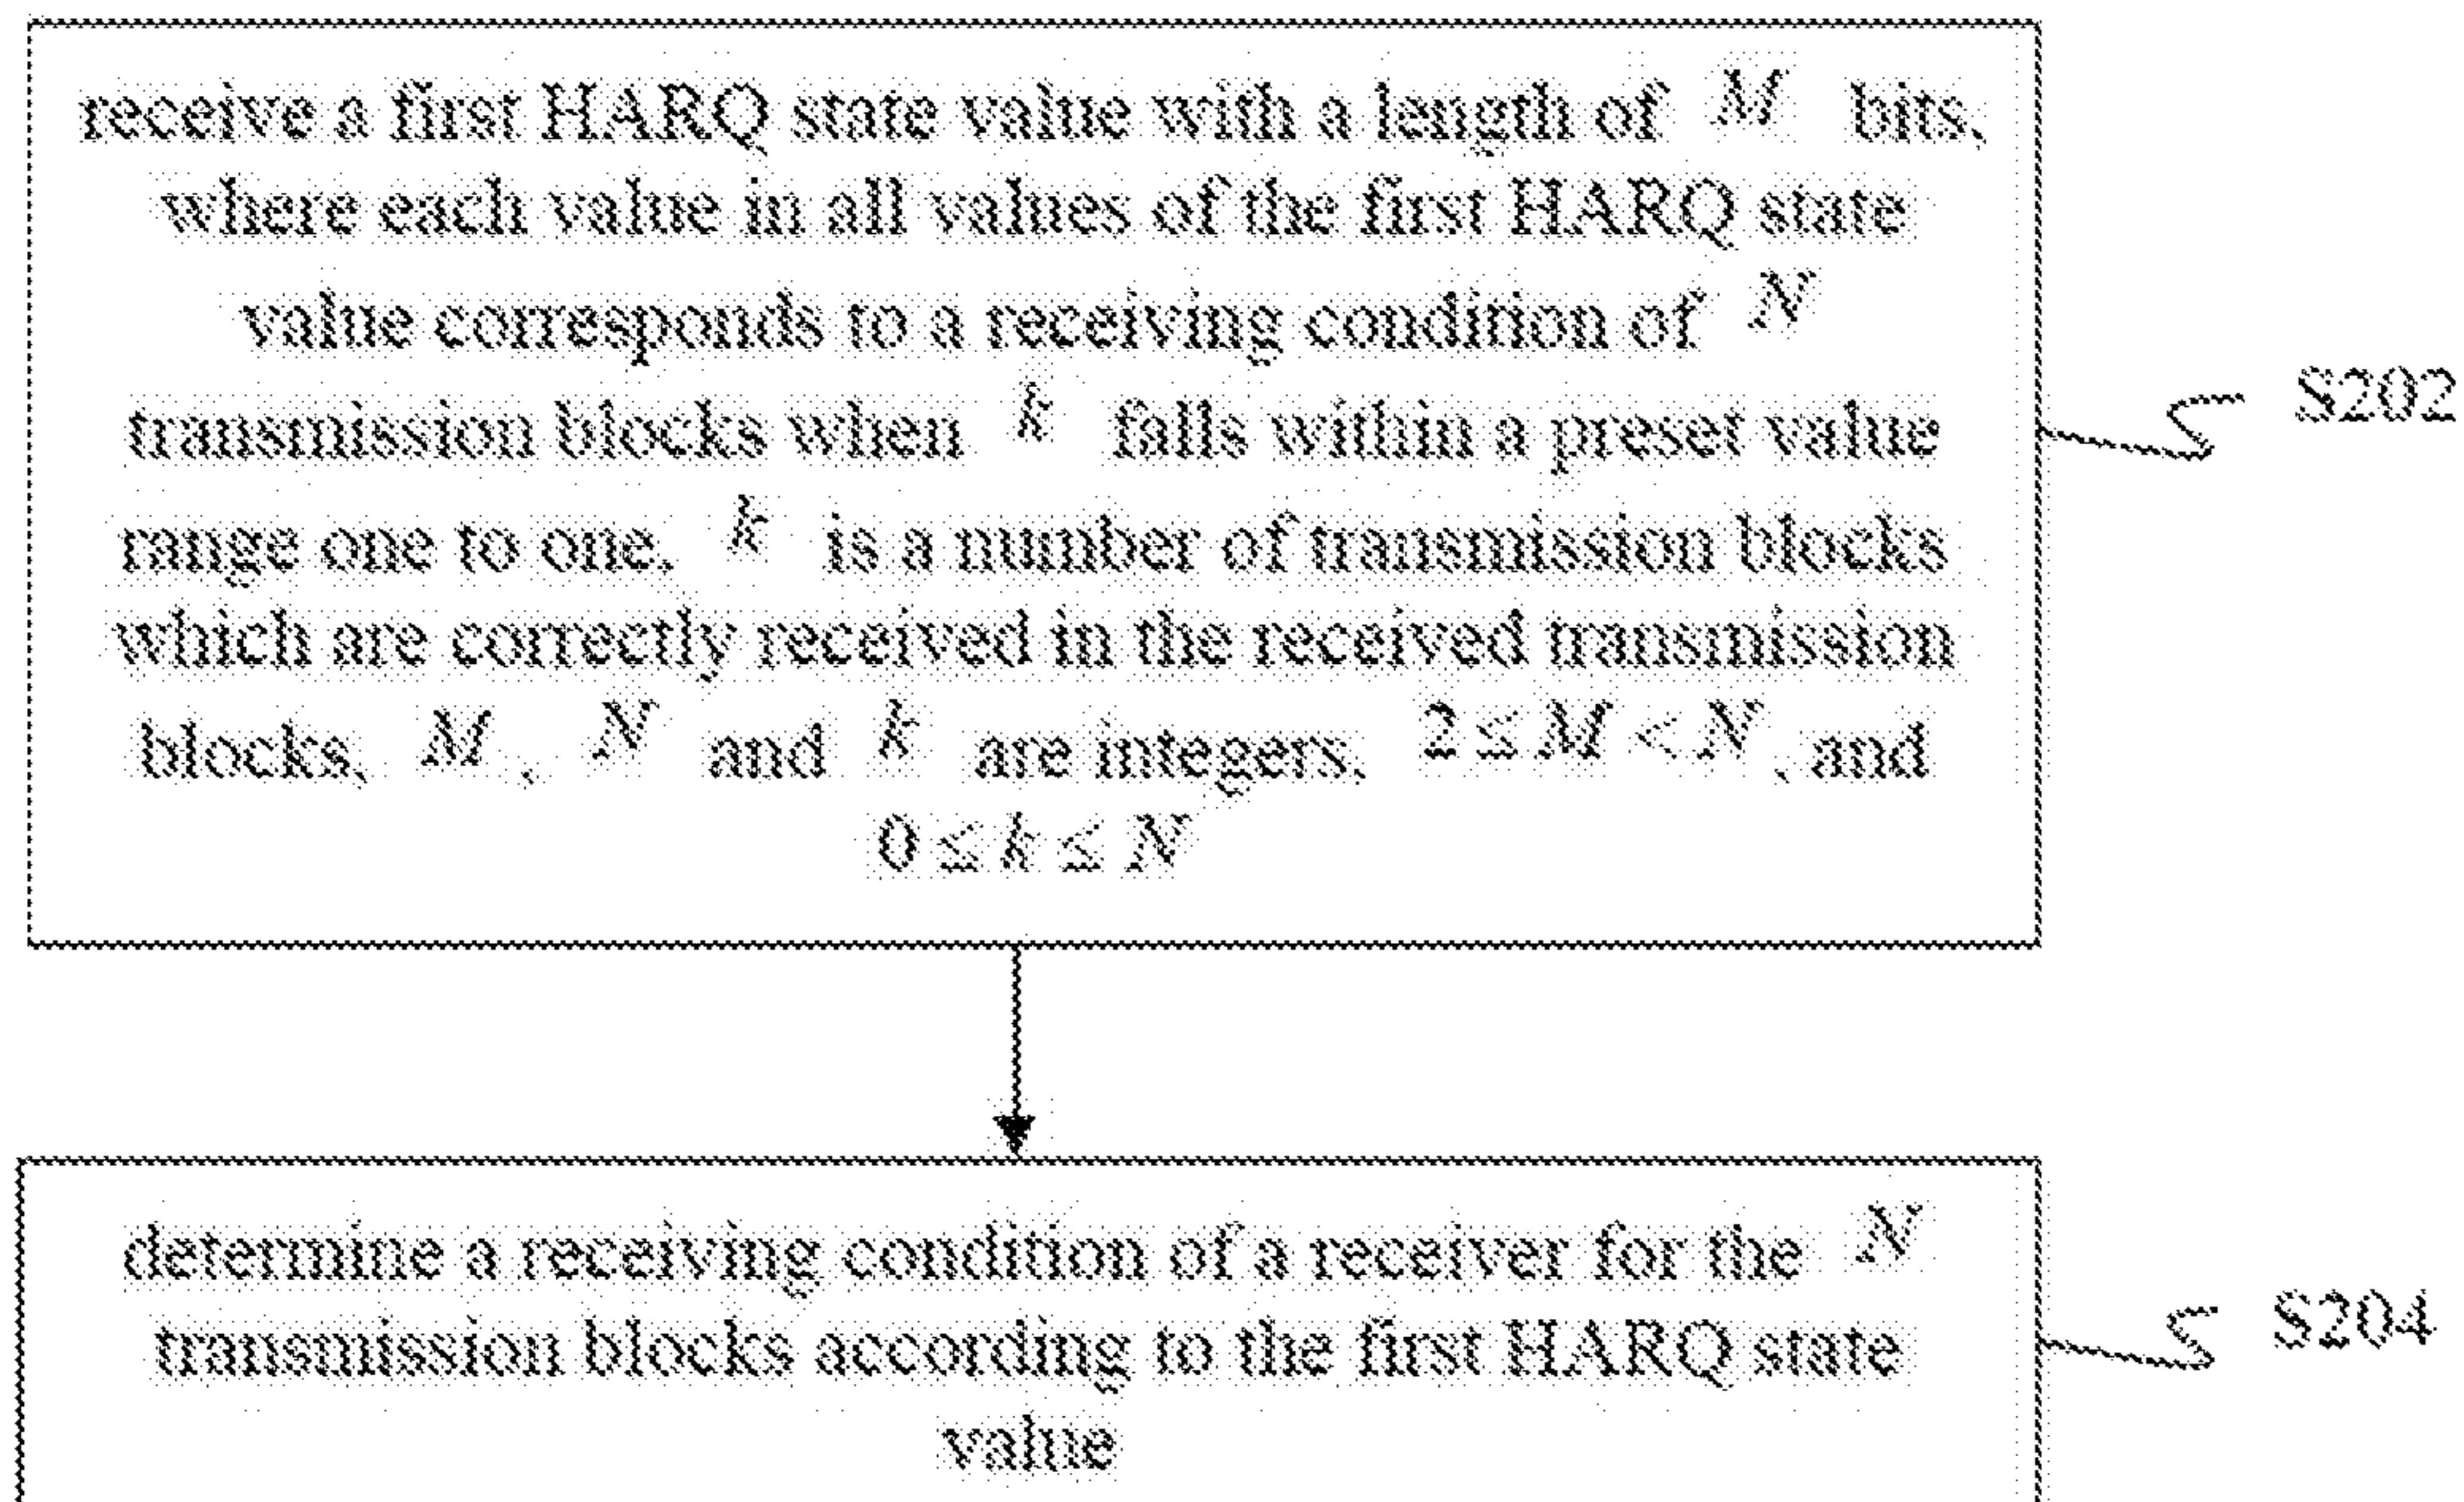 receive a first HARQ state value with a length of M bits,
where each value in all values of the first HARQ state
value corresponds to a receiving condition of N
transmission blocks when k falls within a preset value
range one to one, k is a number of transmission blocks
which are correctly received in the received transmission
blocks, M, N and k are integers, 2 ≤ M < N, and
0 ≤ k ≤ N
S202
determine a receiving condition of a receiver for the N
transmission blocks according to the first HARQ state
value
S204